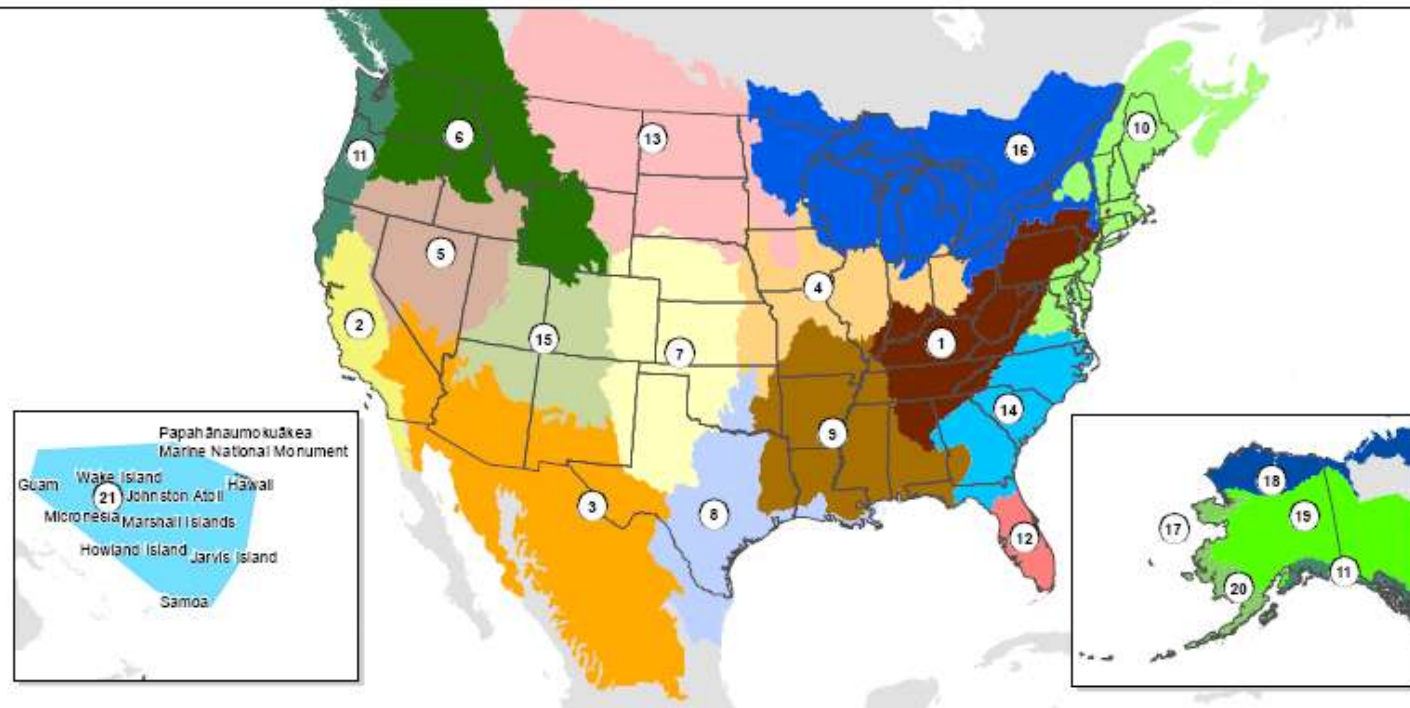 10
16
13
6
11
5
4
2
15
1
7
14
9
3
8
12
Papahānaumokuākea
Marine National Monument
Wake Island
Guam
Hawaii
21
Johnston Atoll
Micronesia
Marshall Islands
Howland Island
Jarvis Island
Samoa
18
19
17
11
20